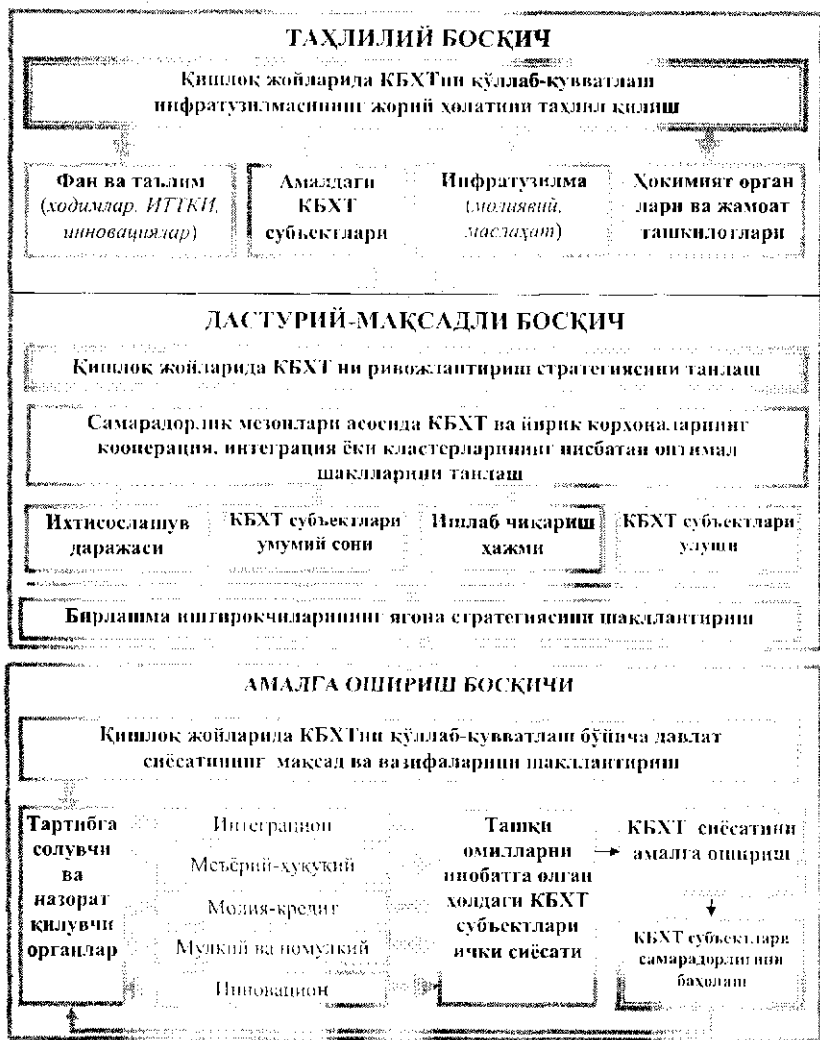 ТАҲЛИЛИЙ БОСҚИЧ
Қишлоқ жойларида КБХТни қўллаб-қувватлаш
инфратузилмасининг жорий ҳолатини таҳлил қилиш
Фан ва таълим
(ходимлар, ИТТКИ,
инновациялар)
Амалдаги
КБХТ
субъектлари
Инфратузилма
(молиявий,
маслаҳат)
Ҳокимият орган
лари ва жамоат
ташкилотлари
ДАСТУРИЙ-МАҚСАДЛИ БОСҚИЧ
Қишлоқ жойларида КБХТ ни ривожлантириш стратегиясини танлаш
Самарадорлик мезонлари асосида КБХТ ва йирик корхоналарнинг
кооперация, интеграция ёки кластерларининг нисбатан оптимал
шаклларини танлаш
Ихтисослашув
даражаси
КБХТ субъектлари
умумий сони
Ишлаб чиқариш
ҳажми
КБХТ субъектлари
улуши
Бирлашма иштирокчиларининг ягона стратегиясини шакллантириш
АМАЛГА ОШИРИШ БОСҚИЧИ
Қишлоқ жойларида КБХТни қўллаб-қувватлаш бўйича давлат
сиёсатининг мақсад ва вазифаларини шакллантириш
Тартибга
солувчи
ва
назорат
қилувчи
органлар
Интеграцион
Меъёрий-ҳуқуқий
Молия-кредит
Мулкий ва номулкий
Инновацион
Ташқи
омилларни
инобатга олган
ҳолдаги КБХТ
субъектлари
ички сиёсати
КБХТ сиёсатини
амалга ошириш
КБХТ субъектлари
самарадорлигини
баҳолаш